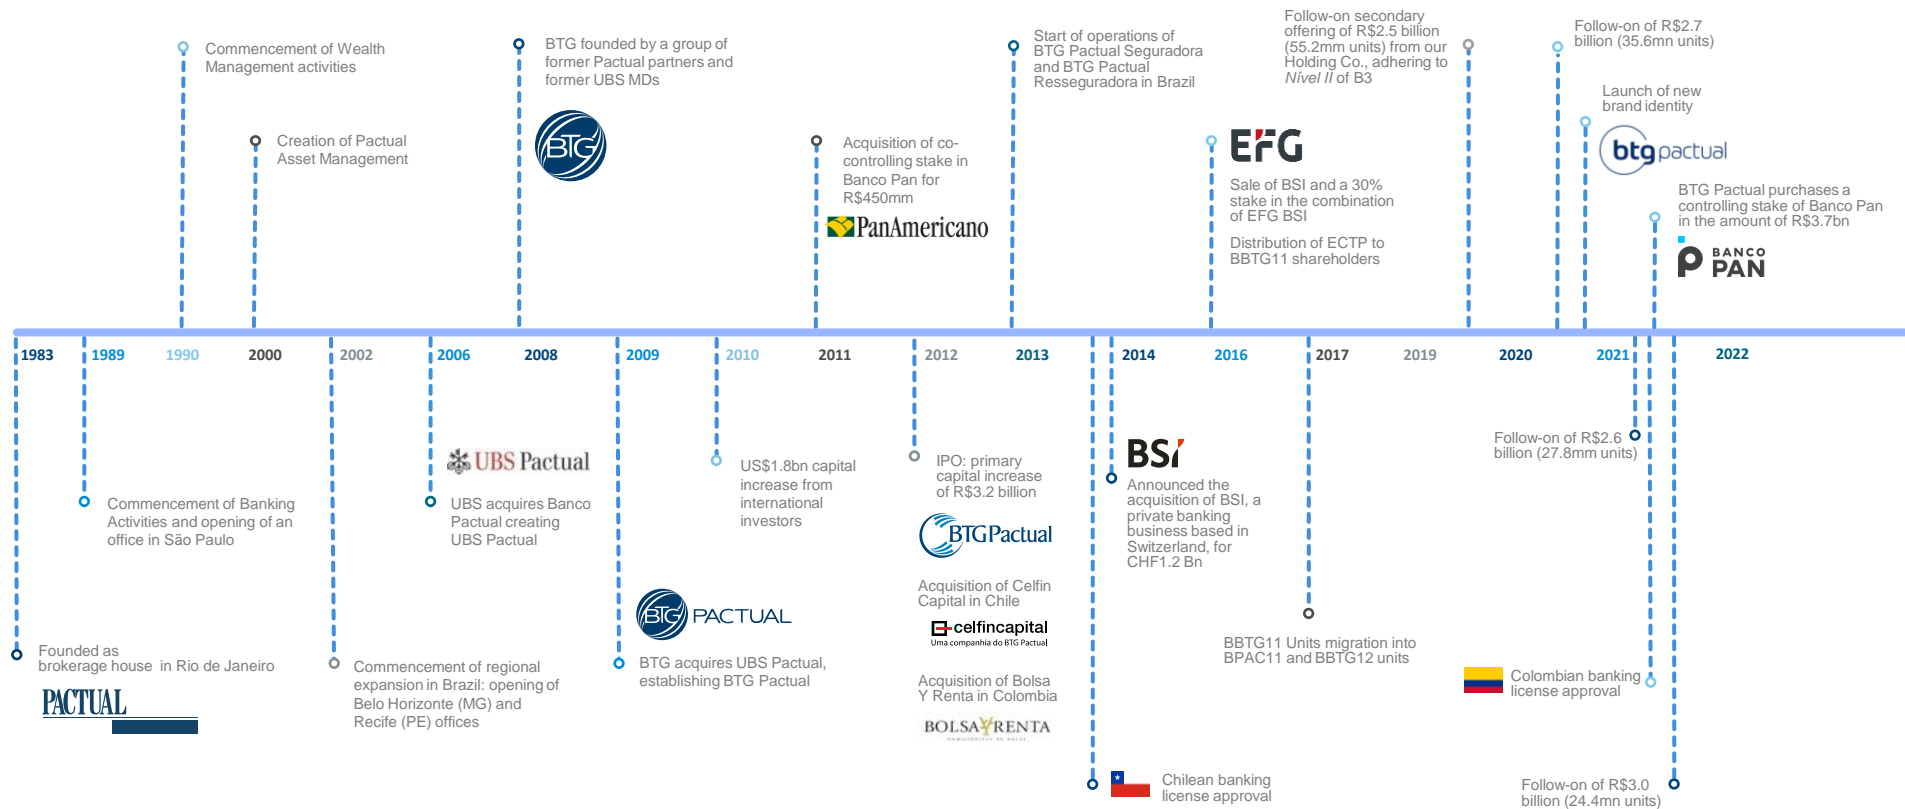 Commencement of Wealth
Management activities
BTG founded by a group of
former Pactual partners and
former UBS MDs
BTG
Start of operations of
BTG Pactual Seguradora
and BTG Pactual
Resseguradora in Brazil
Follow-on secondary
offering of R$2.5 billion
(55.2mm units) from our
Holding Co., adhering to
Nível II of B3
Follow-on of R$2.7
billion (35.6mn units)
Launch of new
brand identity
btg pactual
Creation of Pactual
Asset Management
Acquisition of co-
controlling stake in
Banco Pan for
R$450mm
PanAmericano
EFG
Sale of BSI and a 30%
stake in the combination
of EFG BSI
Distribution of ECTP to
BBTG11 shareholders
BTG Pactual purchases a
controlling stake of Banco Pan
in the amount of R$3.7bn
BANCO
PAN
1983 1989 1990 2000 2002 2006 2008 2009 2010 2011 2012 2013 2014 2016 2017 2019 2020 2021 2022
Founded as
brokerage house in Rio de Janeiro
PACTUAL
Commencement of Banking
Activities and opening of an
office in São Paulo
Commencement of regional
expansion in Brazil: opening of
Belo Horizonte (MG) and
Recife (PE) offices
UBS Pactual
UBS acquires Banco
Pactual creating
UBS Pactual
BTG PACTUAL
BTG acquires UBS Pactual,
establishing BTG Pactual
US$1.8bn capital
increase from
international
investors
IPO: primary
capital increase
of R$3.2 billion
BTGPactual
Acquisition of Celfin
Capital in Chile
celfincapital
Uma companhia do BTG Pactual
Acquisition of Bolsa
Y Renta in Colombia
BOLSA Y RENTA
BSI
Announced the
acquisition of BSI, a
private banking
business based in
Switzerland, for
CHF1.2 Bn
Chilean banking
license approval
BBTG11 Units migration into
BPAC11 and BBTG12 units
Follow-on of R$2.6
billion (27.8mm units)
Colombian banking
license approval
Follow-on of R$3.0
billion (24.4mn units)